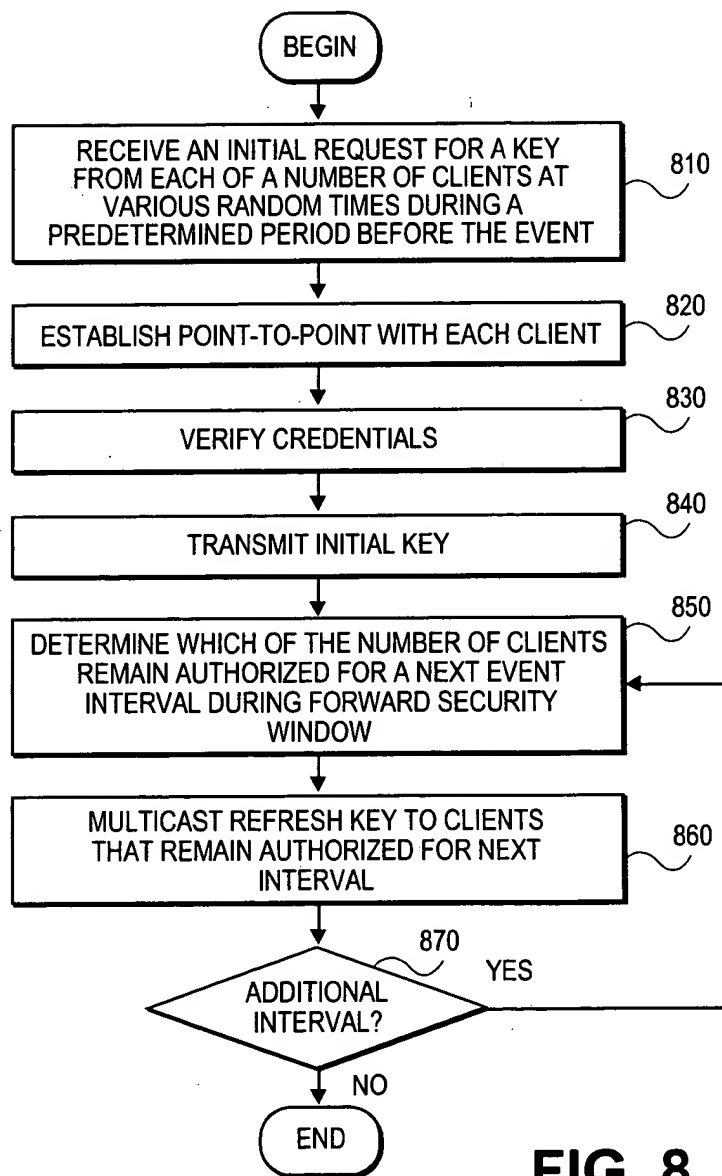 BEGIN
RECEIVE AN INITIAL REQUEST FOR A KEY
FROM EACH OF A NUMBER OF CLIENTS AT
VARIOUS RANDOM TIMES DURING A
PREDETERMINED PERIOD BEFORE THE EVENT
810
ESTABLISH POINT-TO-POINT WITH EACH CLIENT
820
VERIFY CREDENTIALS
830
TRANSMIT INITIAL KEY
840
DETERMINE WHICH OF THE NUMBER OF CLIENTS
REMAIN AUTHORIZED FOR A NEXT EVENT
INTERVAL DURING FORWARD SECURITY
WINDOW
850
MULTICAST REFRESH KEY TO CLIENTS
THAT REMAIN AUTHORIZED FOR NEXT
INTERVAL
860
ADDITIONAL
INTERVAL?
870
YES
NO
END
FIG. 8